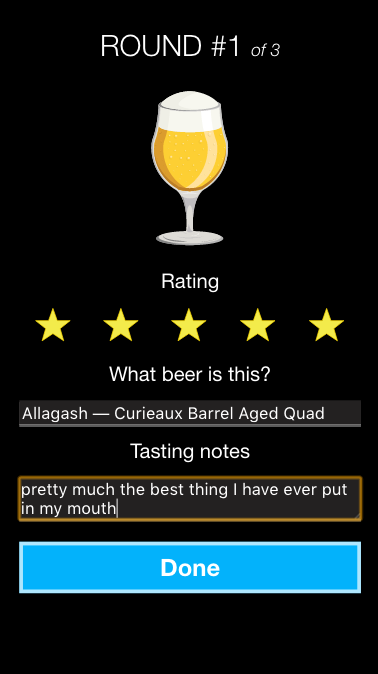 ROUND #1 of 3
Rating
What beer is this?
Allagash — Curieaux Barrel Aged Quad
Tasting notes
pretty much the best thing I have ever put
in my mouth
Done